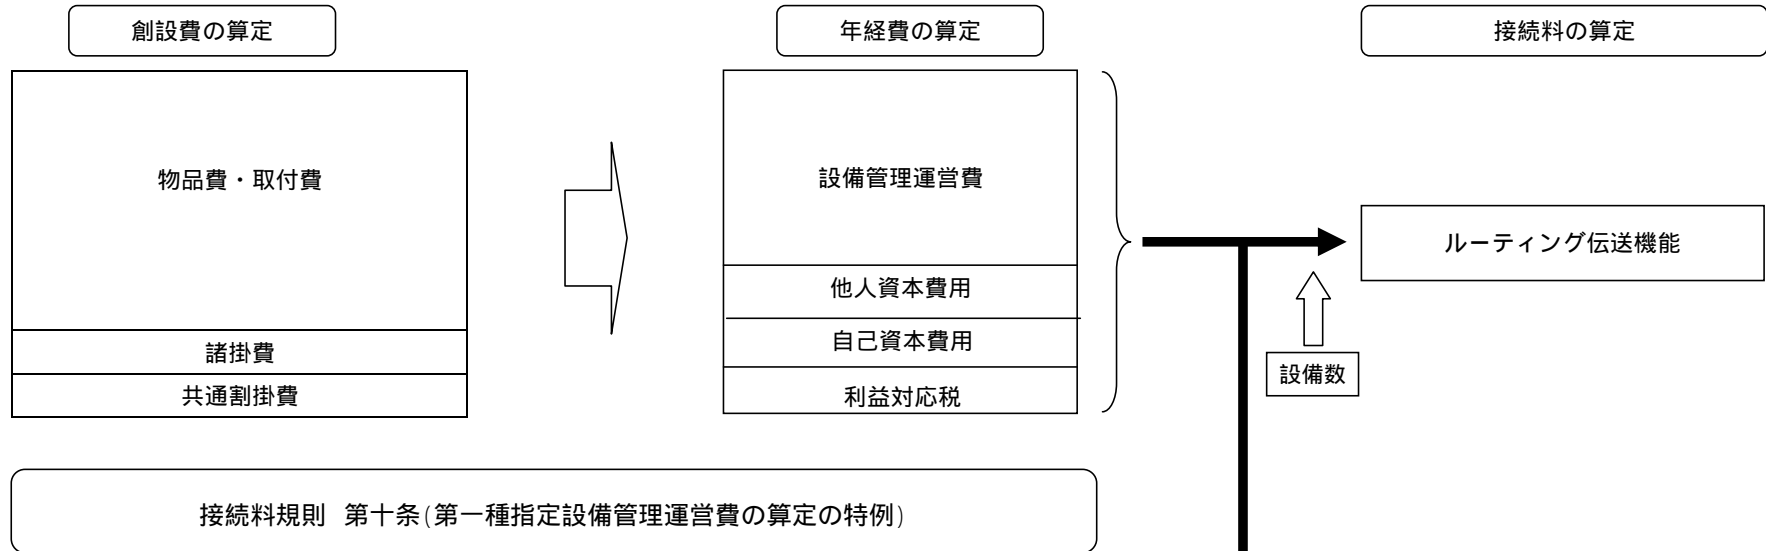 創設費の算定
年経費の算定
接続料の算定
物品費・取付費
諸掛費
共通割掛費
設備管理運営費
他人資本費用
自己資本費用
利益対応税
ルーティング伝送機能
設備数
接続料規則 第十条(第一種指定設備管理運営費の算定の特例)